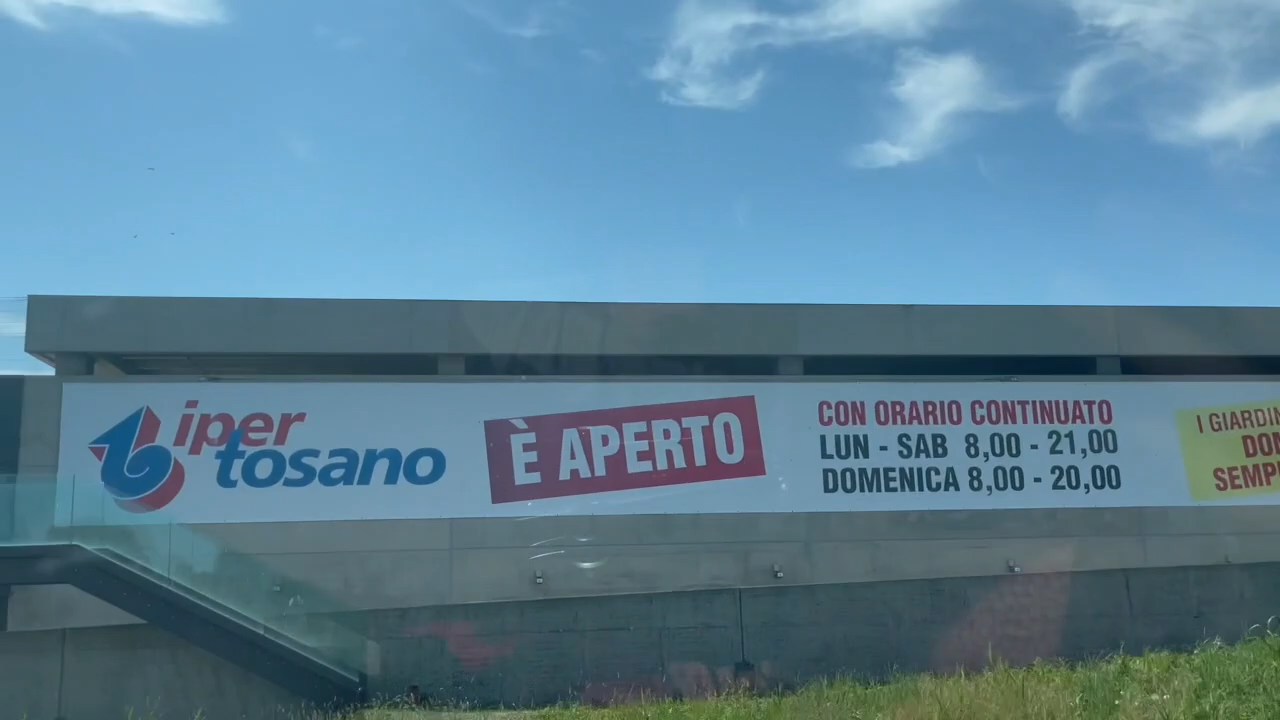 iper
tosano
È APERTO
CON ORARIO CONTINUATO
LUN - SAB 8,00 - 21,00
DOMENICA 8,00 - 20,00
I